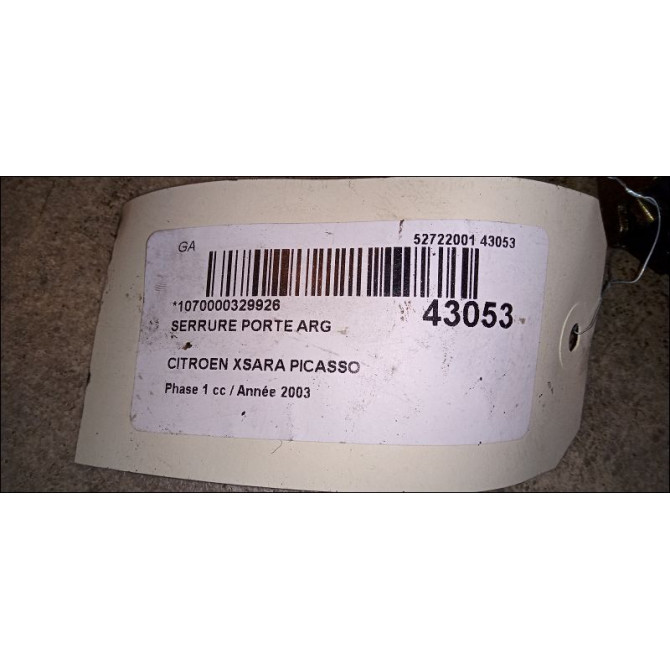 GA
52722001 43053
*1070000329926
43053
SERRURE PORTE ARG
CITROEN XSARA PICASSO
Phase 1 cc / Année 2003